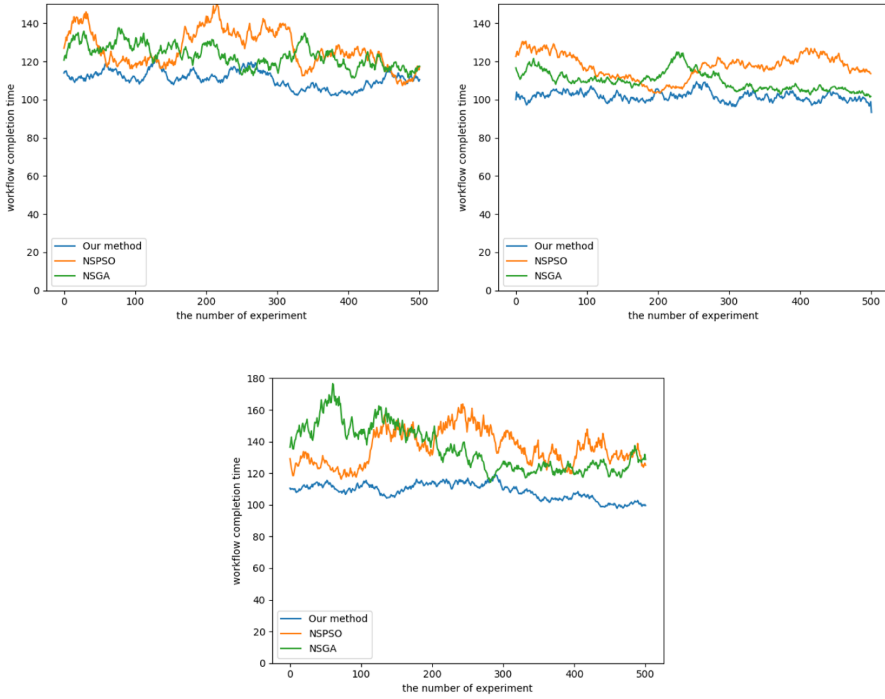 140
120
100
80
60
40
20
0
workflow completion time
Our method
NSPSO
NSGA
0 100 200 300 400 500
the number of experiment
140
120
100
80
60
40
20
0
workflow completion time
Our method
NSPSO
NSGA
0 100 200 300 400 500
the number of experiment
180
160
140
120
100
80
60
40
20
0
workflow completion time
Our method
NSPSO
NSGA
0 100 200 300 400 500
the number of experiment